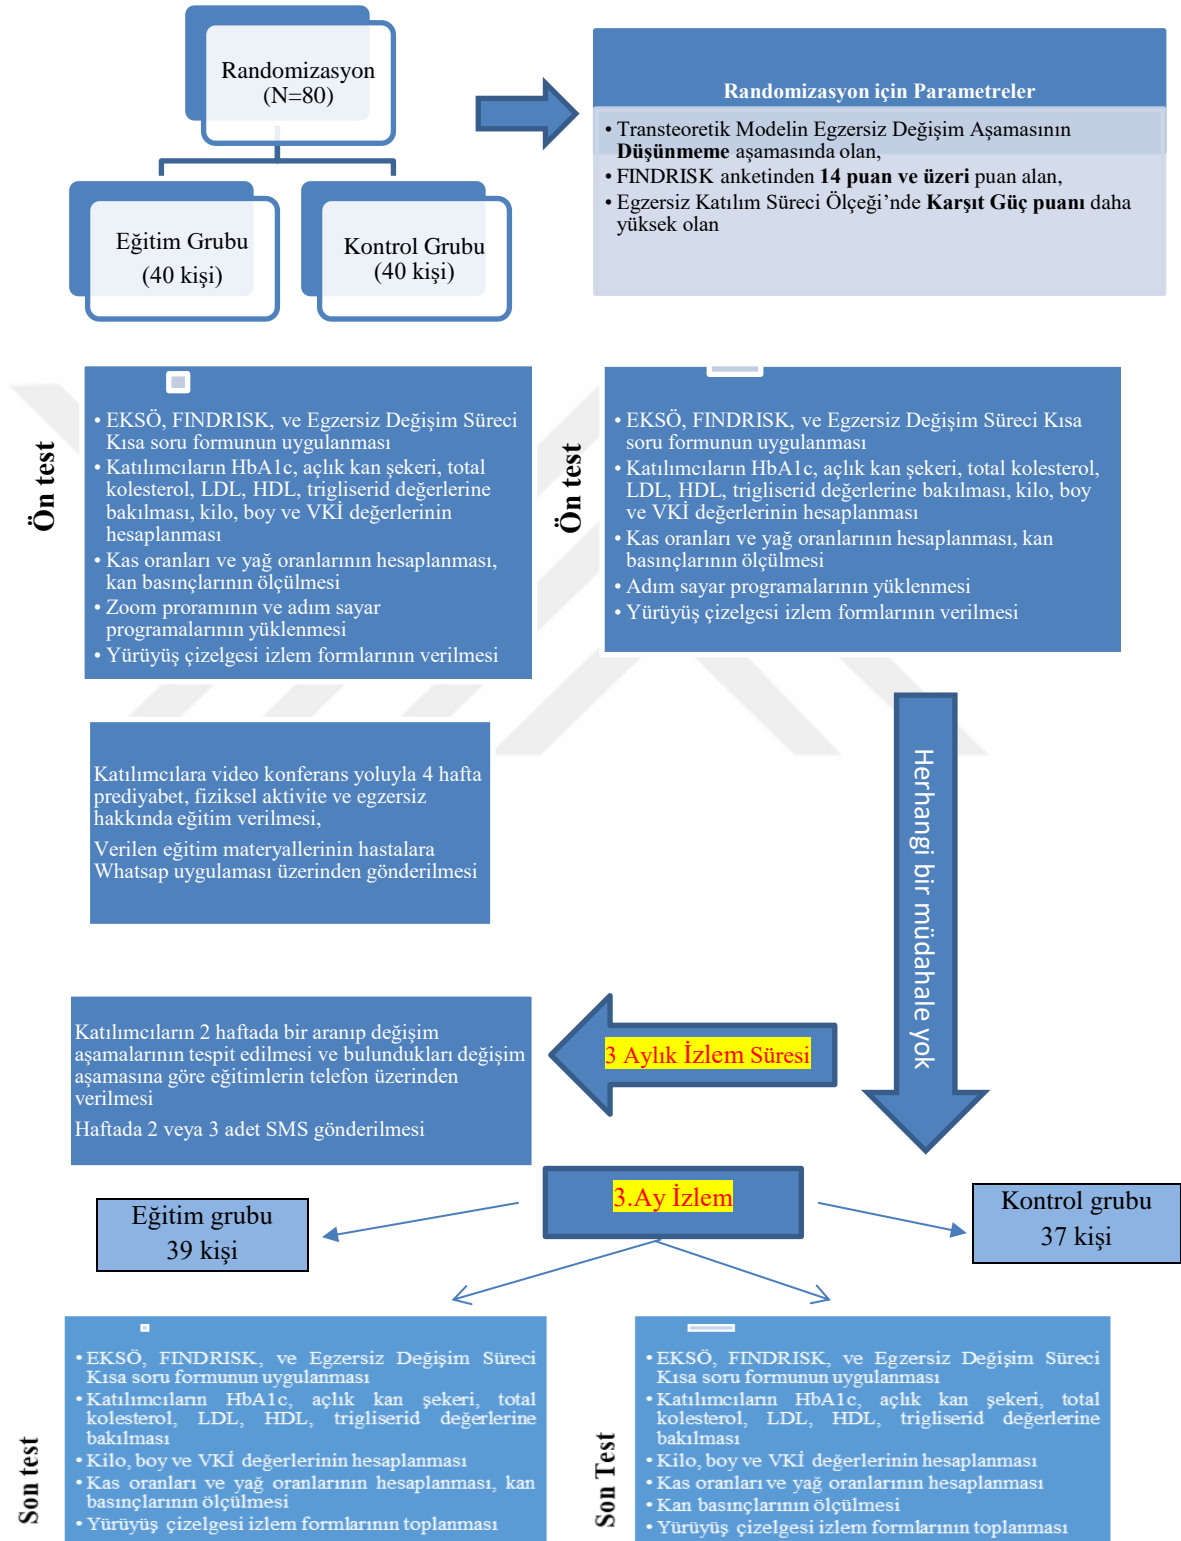 Randomizasyon
(N=80)
Randomizasyon için Parametreler
• Transteoretik Modelin Egzersiz Değişim Aşamasının
Düşünmeme aşamasında olan,
• FINDRISK anketinden 14 puan ve üzeri puan alan,
• Egzersiz Katılım Süreci Ölçeği'nde Karşıt Güç puanı daha
yüksek olan
Eğitim Grubu
(40 kişi)
Kontrol Grubu
(40 kişi)
Ön test
• EKSÖ, FINDRISK, ve Egzersiz Değişim Süreci
Kısa soru formunun uygulanması
• Katılımcıların HbA1c, açlık kan şekeri, total
kolesterol, LDL, HDL, trigliserid değerlerine
bakılması, kilo, boy ve VKİ değerlerinin
hesaplanması
• Kas oranları ve yağ oranlarının hesaplanması,
kan basınçlarının ölçülmesi
• Zoom proramının ve adım sayar
programalarının yüklenmesi
• Yürüyüş çizelgesi izlem formlarının verilmesi
Ön test
• EKSÖ, FINDRISK, ve Egzersiz Değişim Süreci Kısa
soru formunun uygulanması
• Katılımcıların HbA1c, açlık kan şekeri, total kolesterol,
LDL, HDL, trigliserid değerlerine bakılması, kilo, boy
ve VKİ değerlerinin hesaplanması
• Kas oranları ve yağ oranlarının hesaplanması, kan
basınçlarının ölçülmesi
• Adım sayar programalarının yüklenmesi
• Yürüyüş çizelgesi izlem formlarının verilmesi
Katılımcılara video konferans yoluyla 4 hafta
prediyabet, fiziksel aktivite ve egzersiz
hakkında eğitim verilmesi,
Verilen eğitim materyallerinin hastalara
Whatsap uygulaması üzerinden gönderilmesi
Herhangi bir müdahale yok
Katılımcıların 2 haftada bir aranıp değişim
aşamalarının tespit edilmesi ve bulundukları değişim
aşamasına göre eğitimlerin telefon üzerinden
verilmesi
Haftada 2 veya 3 adet SMS gönderilmesi
3 Aylık İzlem Süresi
3.Ay İzlem
Eğitim grubu
39 kişi
Kontrol grubu
37 kişi
Son test
• EKSÖ, FINDRISK, ve Egzersiz Değişim Süreci
Kısa soru formunun uygulanması
• Katılımcıların HbA1c, açlık kan şekeri, total
kolesterol, LDL, HDL, trigliserid değerlerine
bakılması
• Kilo, boy ve VKİ değerlerinin hesaplanması
• Kas oranları ve yağ oranlarının hesaplanması, kan
basınçlarının ölçülmesi
• Yürüyüş çizelgesi izlem formlarının toplanması
Son Test
• EKSÖ, FINDRISK, ve Egzersiz Değişim Süreci
Kısa soru formunun uygulanması
• Katılımcıların HbA1c, açlık kan şekeri, total
kolesterol, LDL, HDL, trigliserid değerlerine
bakılması
• Kilo, boy ve VKİ değerlerinin hesaplanması
• Kas oranları ve yağ oranlarının hesaplanması
• Kan basınçlarının ölçülmesi
• Yürüyüş çizelgesi izlem formlarının toplanması